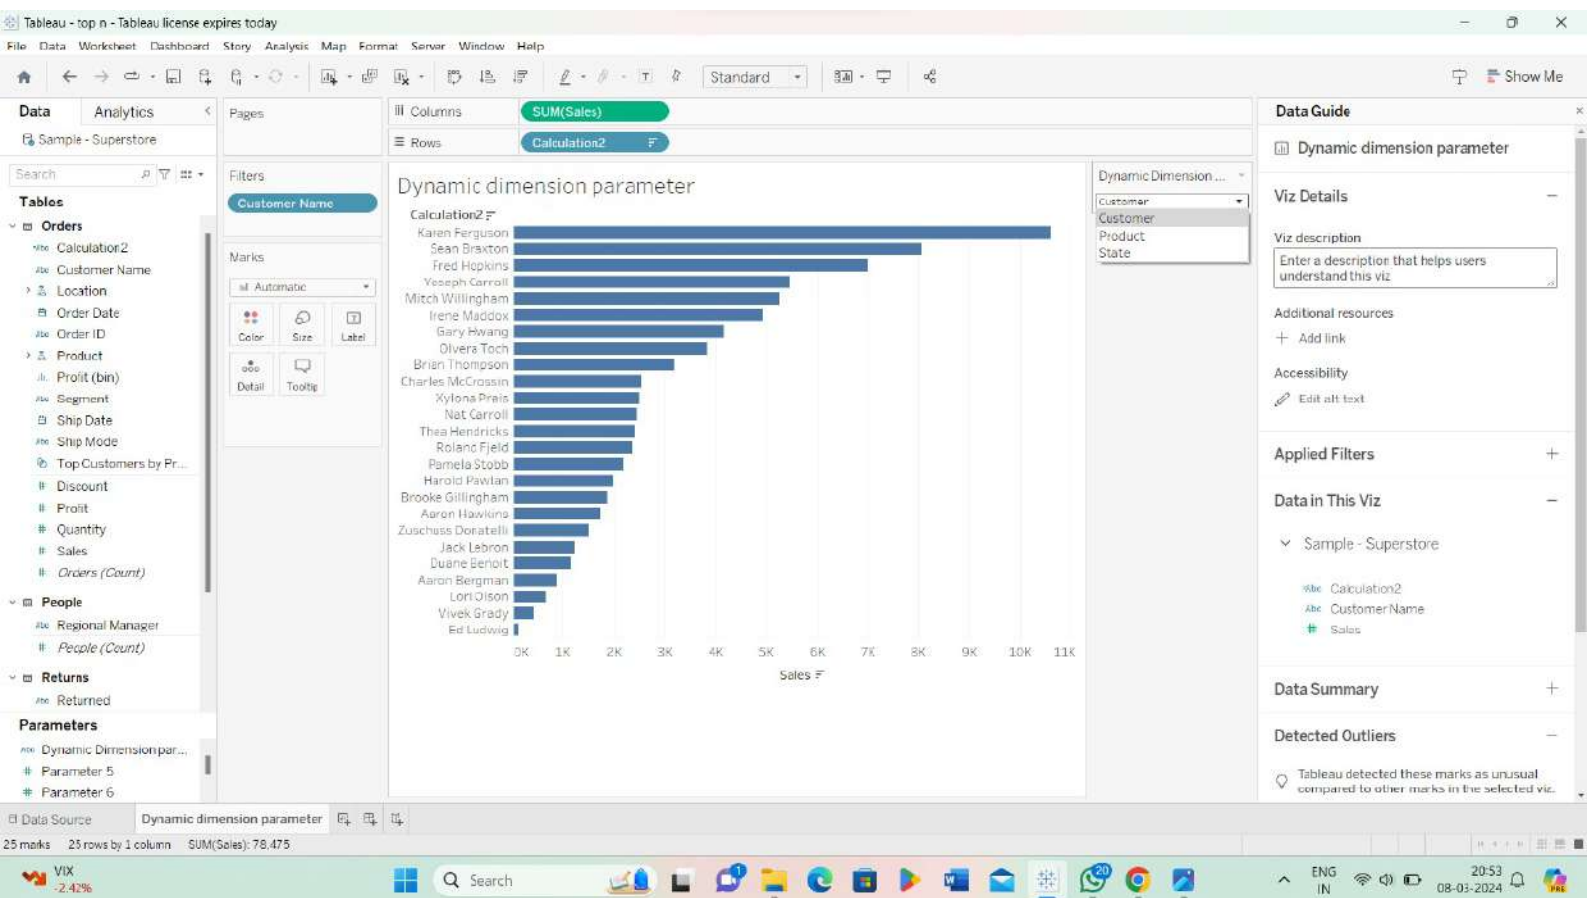 Tableau - top n - Tableau license expires today
File Data Worksheet Dashboard Story Analysis Map Format Server Window Help
Standard
Show Me
Data Analytics
Sample - Superstore
Search
Tables
Orders
Calculation2
Customer Name
Location
Order Date
Order ID
Product
Profit (bin)
Segment
Ship Date
Ship Mode
Top Customers by Pr...
Discount
Profit
Quantity
Sales
Orders (Count)
People
Regional Manager
People (Count)
Returns
Returned
Parameters
Dynamic Dimension par...
Parameter 5
Parameter 6
Pages
Filters
Customer Name
Marks
Automatic
Color Size Label
Detail Tooltip
Columns SUM(Sales)
Rows Calculation2
Dynamic dimension parameter
Calculation2
Karen Ferguson
Sean Braxton
Fred Hopkins
Yoseph Carroll
Mitch Willingham
Irene Maddox
Gary Hwang
Olvera Toch
Brian Thompson
Charles McCrossin
Xylona Preis
Nat Carroll
Thea Hendricks
Roland Fjeld
Pamela Stobb
Harold Pawlan
Brooke Gillingham
Aaron Hawkins
Zuschuss Donatelli
Jack Lebron
Duane Benoit
Aaron Bergman
Lori Olson
Vivek Grady
Ed Ludwig
0K 1K 2K 3K 4K 5K 6K 7K 8K 9K 10K 11K
Sales
Dynamic Dimension ...
Customer
Customer
Product
State
Data Guide
Dynamic dimension parameter
Viz Details
Viz description
Enter a description that helps users
understand this viz
Additional resources
Add link
Accessibility
Edit alt text
Applied Filters
Data in This Viz
Sample - Superstore
Calculation2
Customer Name
Sales
Data Summary
Detected Outliers
Tableau detected these marks as unusual
compared to other marks in the selected viz.
Data Source Dynamic dimension parameter
25 marks 25 rows by 1 column SUM(Sales): 78,475
VIX
-2.42%
Search
1
20
ENG
IN
20:53
08-03-2024